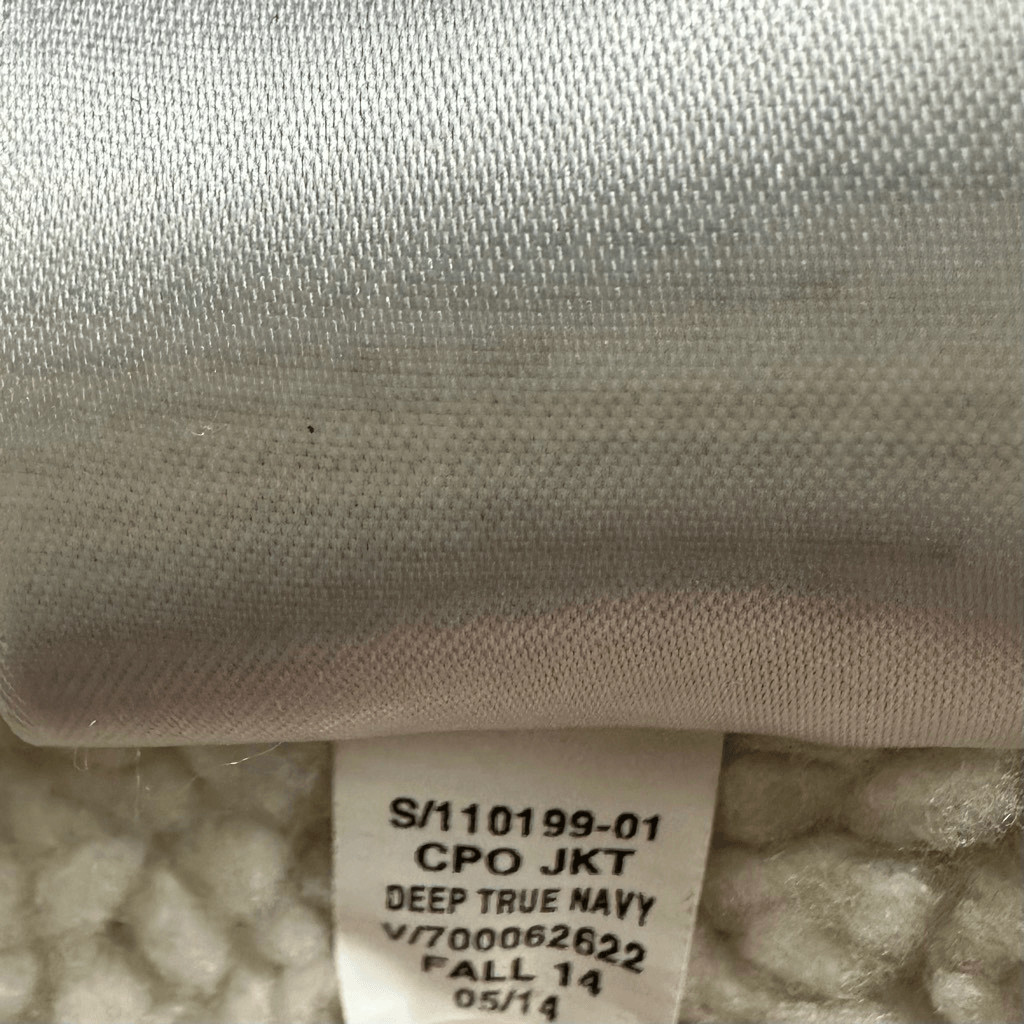 S/110199-01
CPO JKT
DEEP TRUE NAVY
V/700062622
FALL 14
05/14